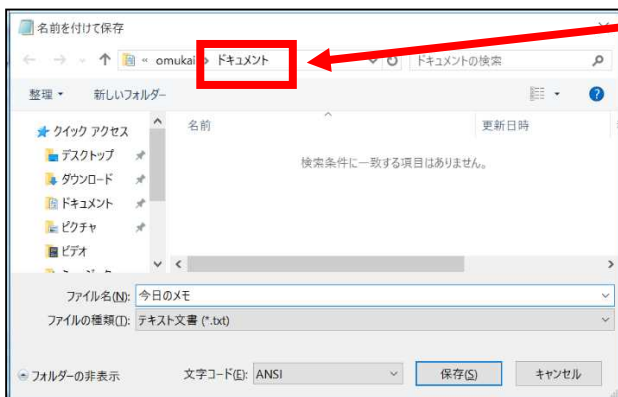 名前を付けて保存
« omukai › ドキュメント ドキュメントの検索
整理 新しいフォルダー
クイック アクセス
名前 更新日時
デスクトップ
検索条件に一致する項目はありません。
ダウンロード
ドキュメント
ピクチャ
ビデオ
ファイル名(N): 今日のメモ
ファイルの種類(T): テキスト文書 (*.txt)
フォルダーの非表示 文字コード(E): ANSI 保存(S) キャンセル